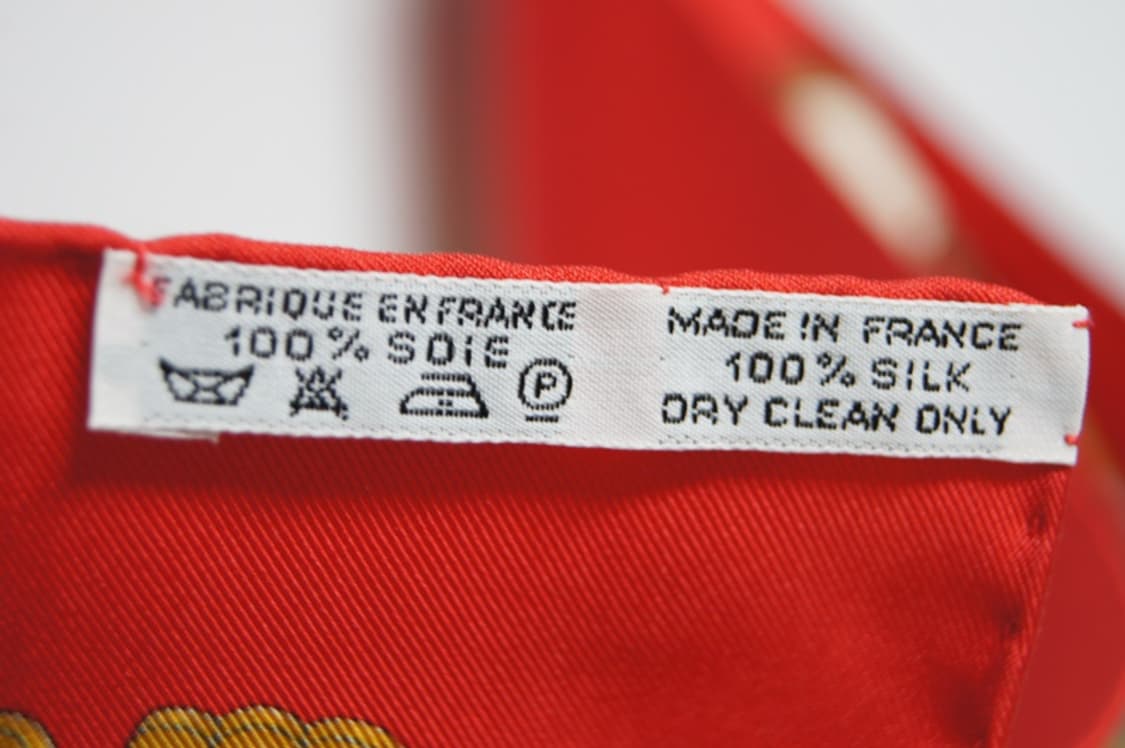 FABRIQUE EN FRANCE
100% SOIE
P
MADE IN FRANCE
100% SILK
DRY CLEAN ONLY